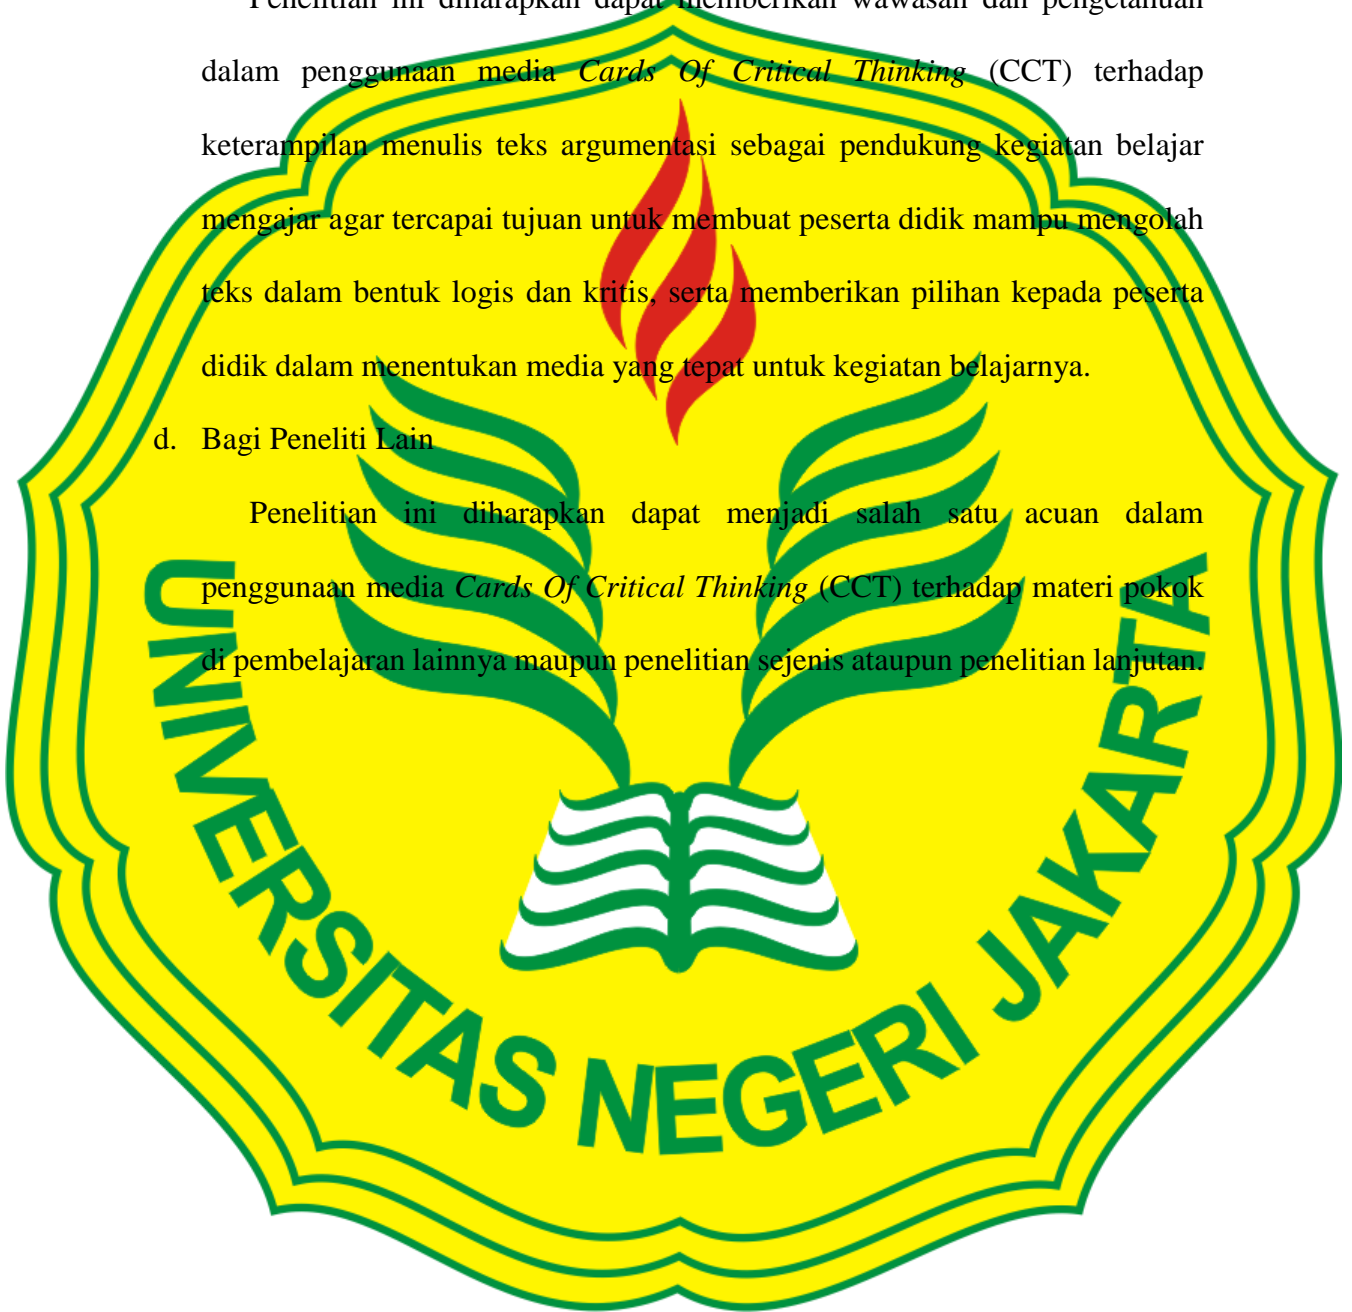 Penelitian ini diharapkan dapat memberikan wawasan dan pengetahuan
dalam penggunaan media Cards Of Critical Thinking (CCT) terhadap
keterampilan menulis teks argumentasi sebagai pendukung kegiatan belajar
mengajar agar tercapai tujuan untuk membuat peserta didik mampu mengolah
teks dalam bentuk logis dan kritis, serta memberikan pilihan kepada peserta
didik dalam menentukan media yang tepat untuk kegiatan belajarnya.
d. Bagi Peneliti Lain
Penelitian ini diharapkan dapat menjadi salah satu acuan dalam
penggunaan media Cards Of Critical Thinking (CCT) terhadap materi pokok
di pembelajaran lainnya maupun penelitian sejenis ataupun penelitian lanjutan.
UNIVERSITAS NEGERI JAKARTA